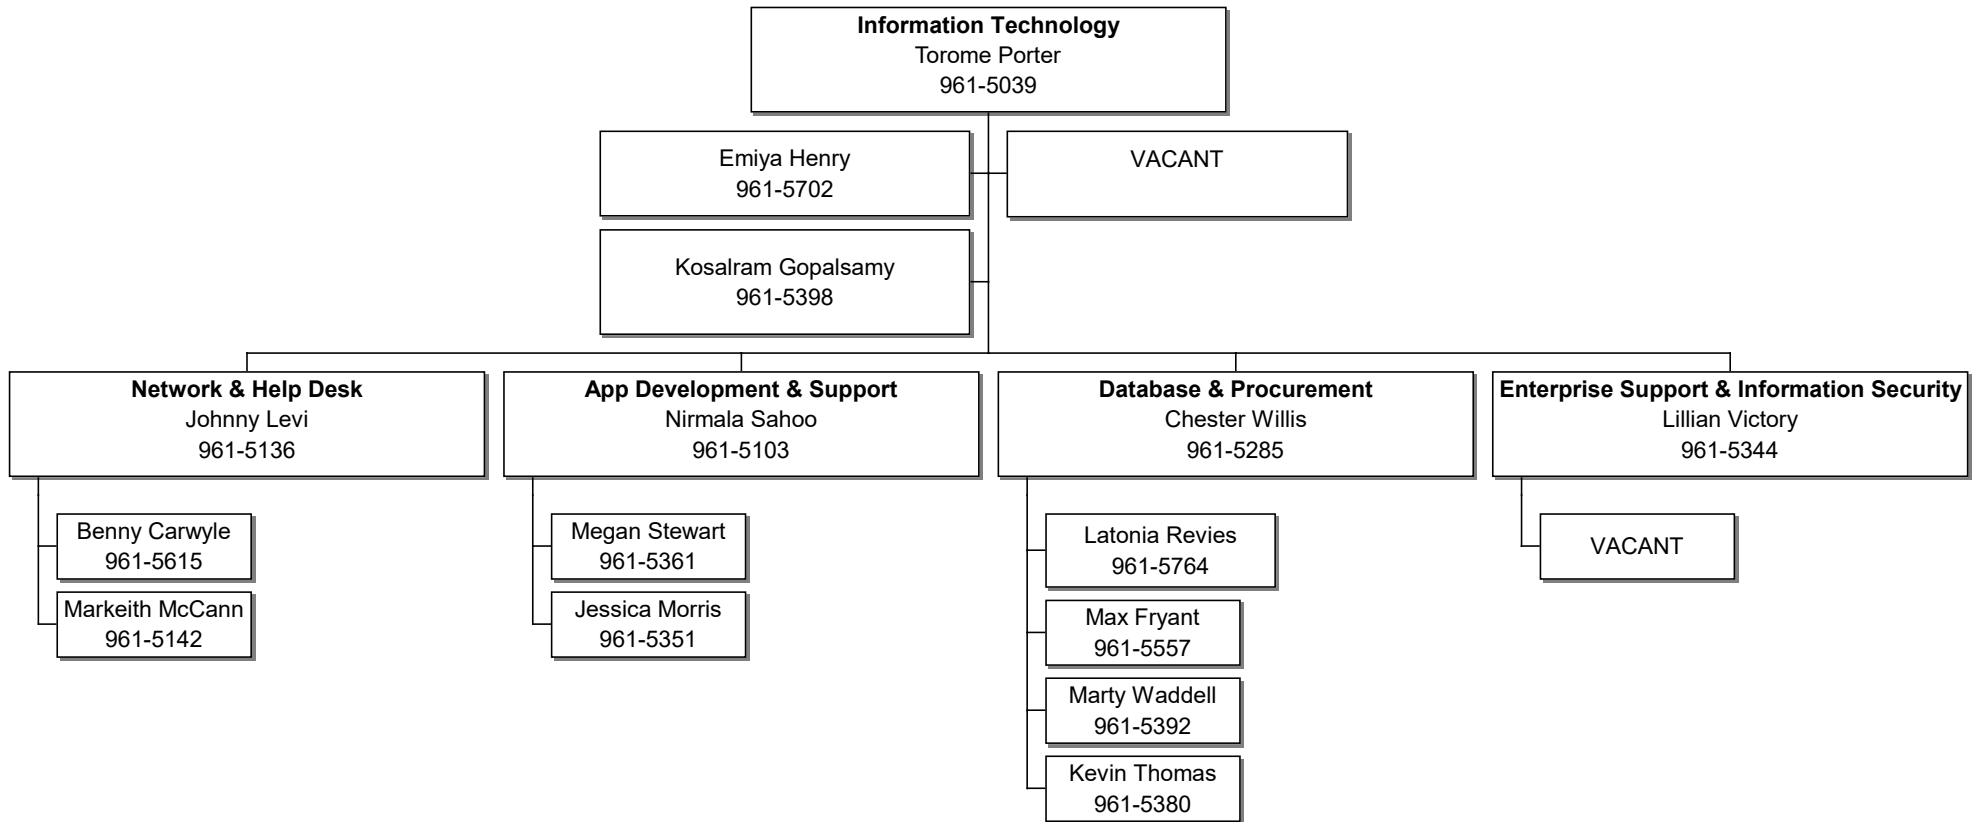 Information Technology
Torome Porter
961-5039
Emiya Henry
961-5702
VACANT
Kosalram Gopalsamy
961-5398
Network & Help Desk
Johnny Levi
961-5136
App Development & Support
Nirmala Sahoo
961-5103
Database & Procurement
Chester Willis
961-5285
Enterprise Support & Information Security
Lillian Victory
961-5344
Benny Carwyle
961-5615
Markeith McCann
961-5142
Megan Stewart
961-5361
Jessica Morris
961-5351
Latonia Revies
961-5764
Max Fryant
961-5557
Marty Waddell
961-5392
Kevin Thomas
961-5380
VACANT